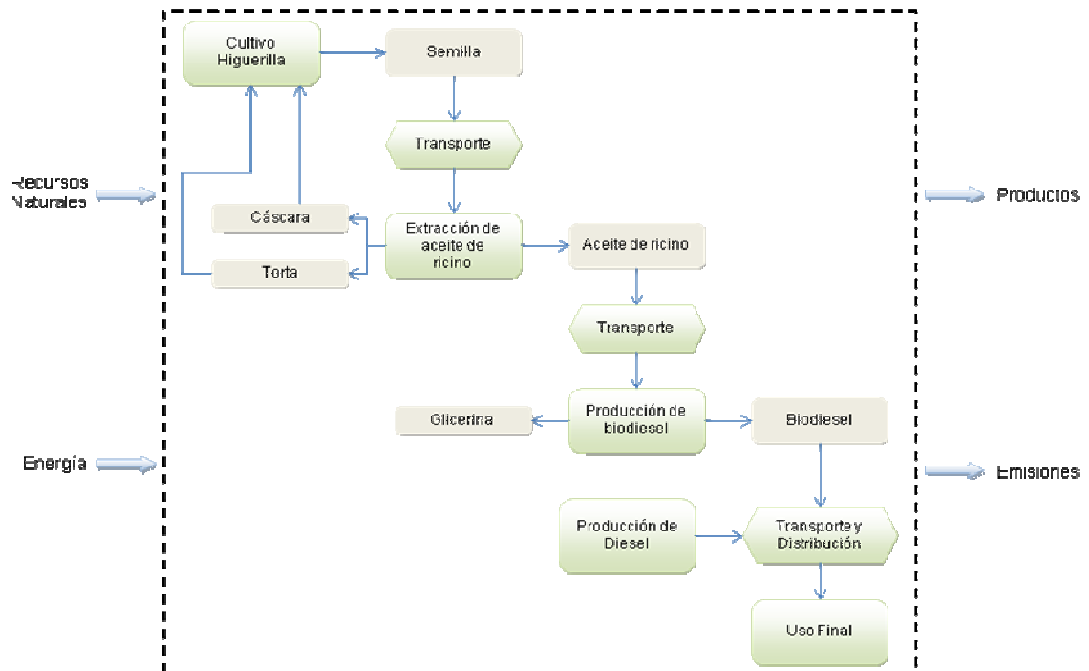 Cultivo
Higuerilla
Semilla
Transporte
Recursos
Naturales
Productos
Cáscara
Extracción de
aceite de
ricino
Aceite de ricino
Torta
Transporte
Glicerina
Producción de
biodiesel
Biodiesel
Energía
Emisiones
Producción de
Diesel
Transporte y
Distribución
Uso Final